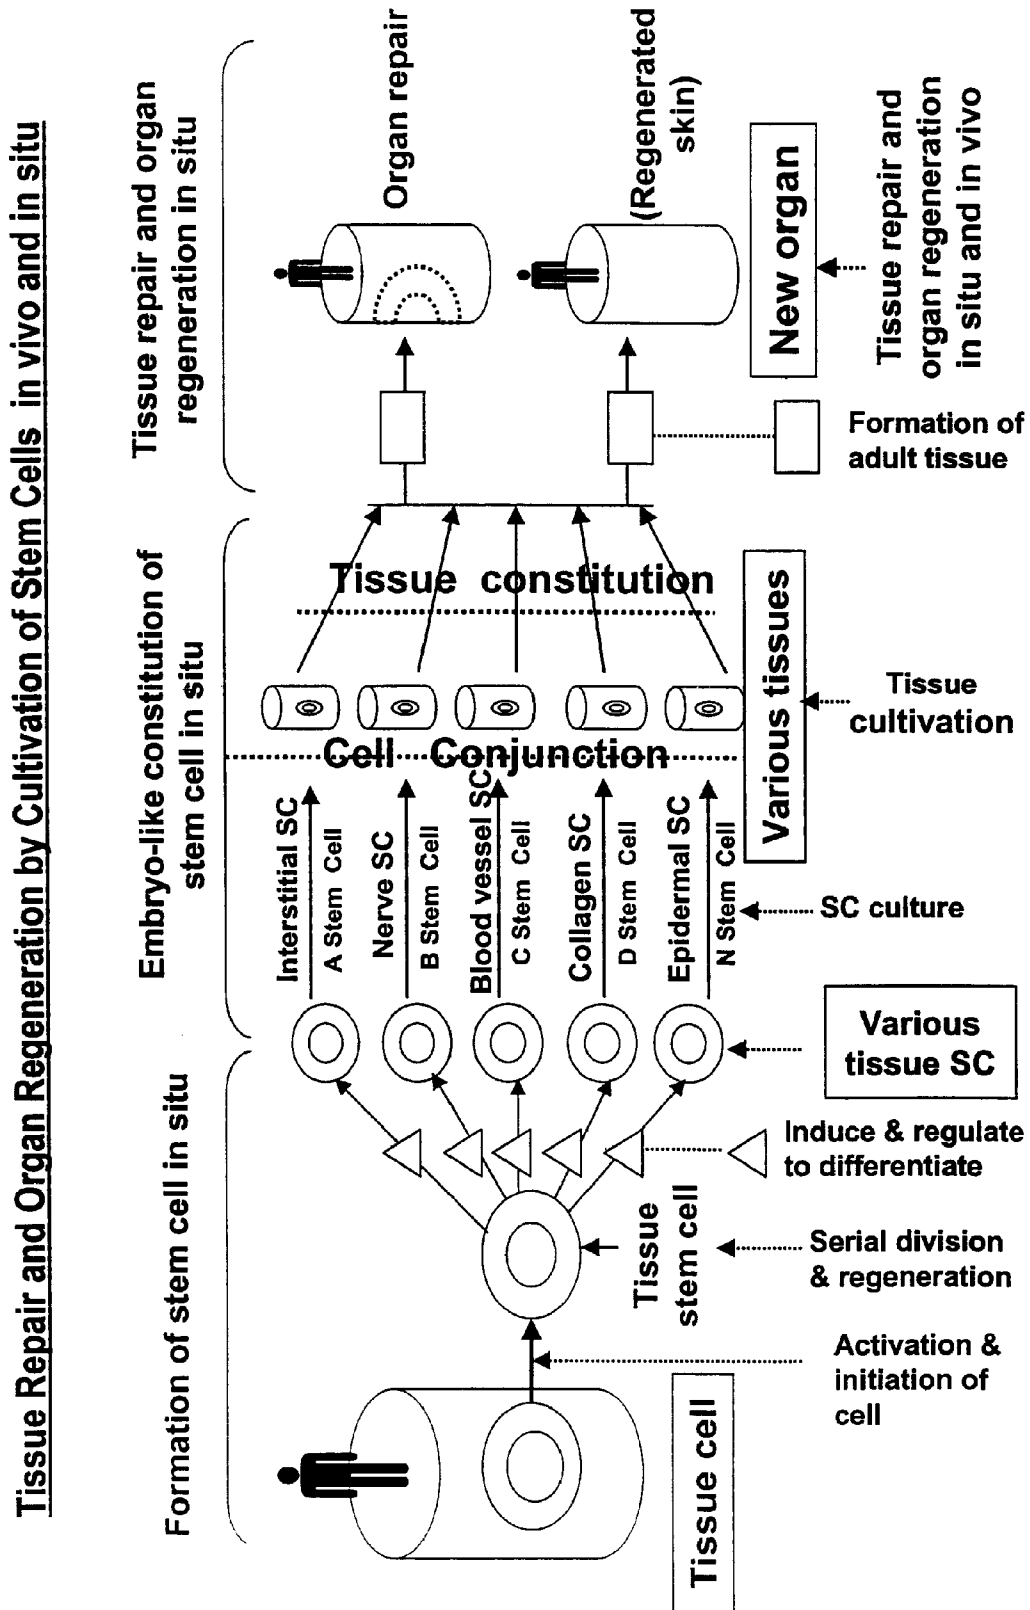 Tissue Repair and Organ Regeneration by Cultivation of Stem Cells in vivo and in situ
Formation of stem cell in situ
Embryo-like constitution of
stem cell in situ
Tissue repair and organ
regeneration in situ
Interstitial SC
A Stem Cell
Nerve SC
B Stem Cell
Blood vessel SC
C Stem Cell
Collagen SC
D Stem Cell
Epidermal SC
N Stem Cell
Cell Conjunction
Tissue constitution
Organ repair
(Regenerated
skin)
Tissue cell
Tissue
stem cell
Various
tissue SC
Various tissues
New organ
Activation &
initiation of
cell
Serial division
& regeneration
Induce & regulate
to differentiate
SC culture
Tissue
cultivation
Formation of
adult tissue
Tissue repair and
organ regeneration
in situ and in vivo